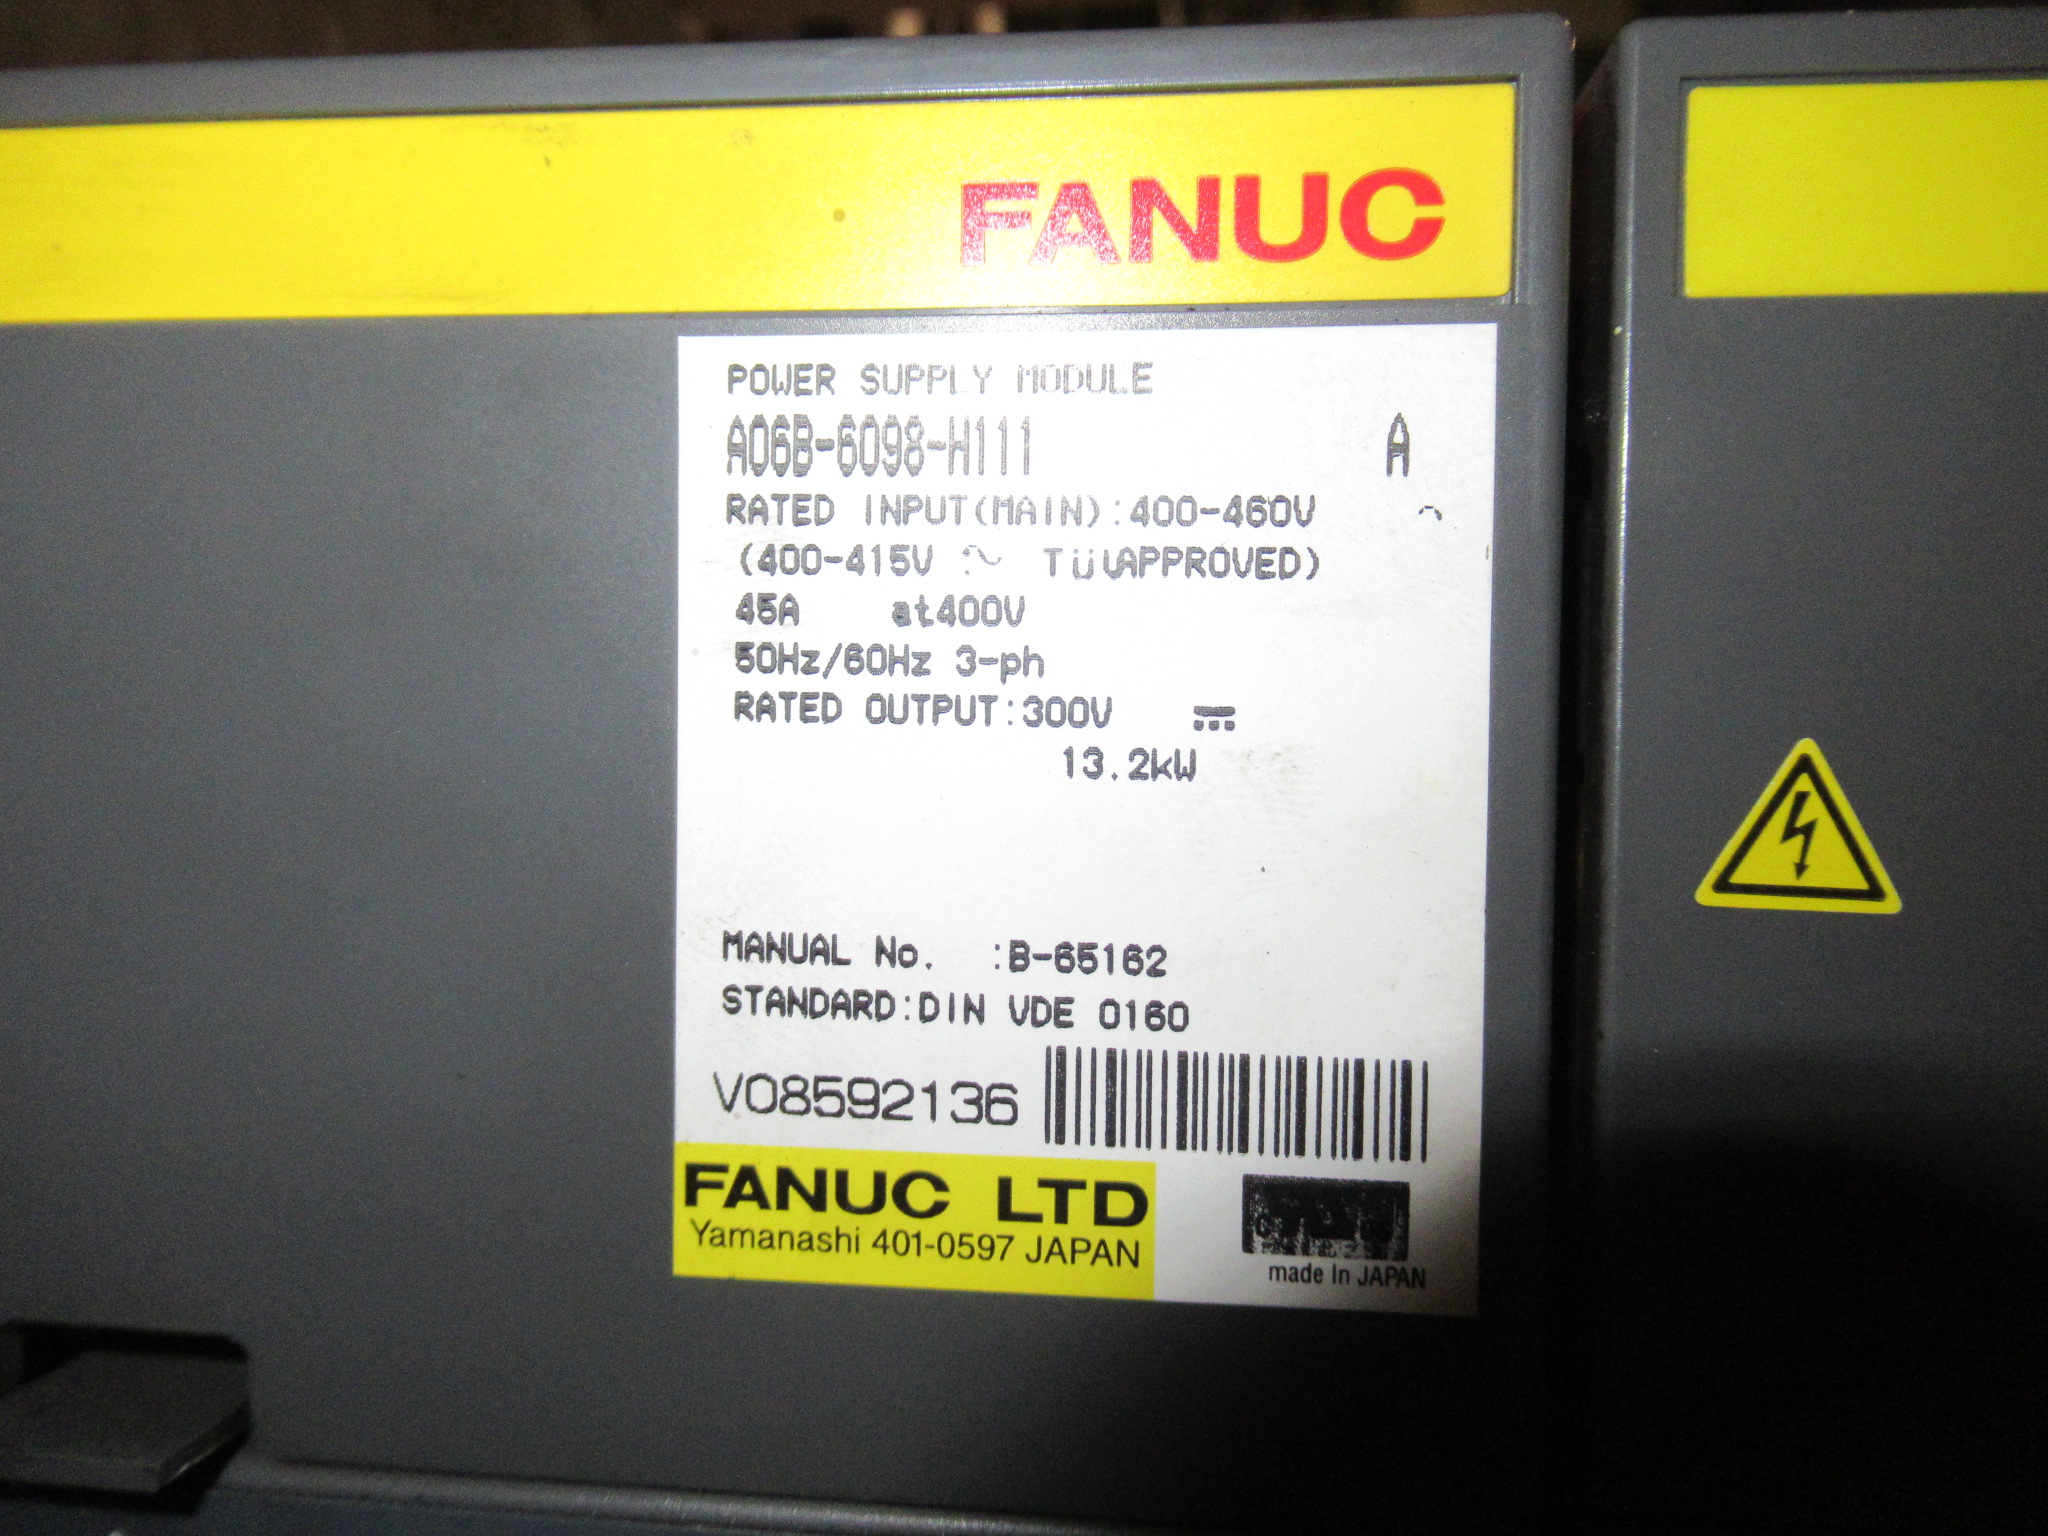 FANUC
POWER SUPPLY MODULE
A06B-6098-H111 A
RATED INPUT(MAIN):400-460V
(400-415V ~ TüVAPPROVED)
45A at400V
50Hz/60Hz 3-ph
RATED OUTPUT:300V ⎓
13.2kW
MANUAL No. :B-65162
STANDARD:DIN VDE 0160
V08592136
FANUC LTD
Yamanashi 401-0597 JAPAN
made In JAPAN